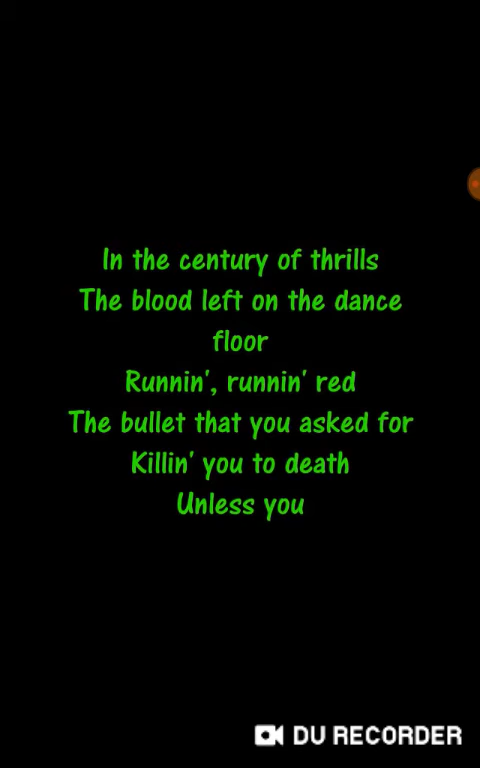 In the century of thrills
The blood left on the dance
floor
Runnin', runnin' red
The bullet that you asked for
Killin' you to death
Unless you
DU RECORDER